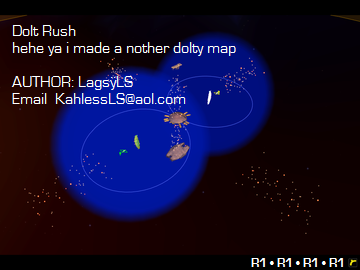 Dolt Rush
hehe ya i made a nother dolty map
AUTHOR: LagsyLS
Email  KahlessLS@aol.com
R1 • R1 • R1 • R1 r